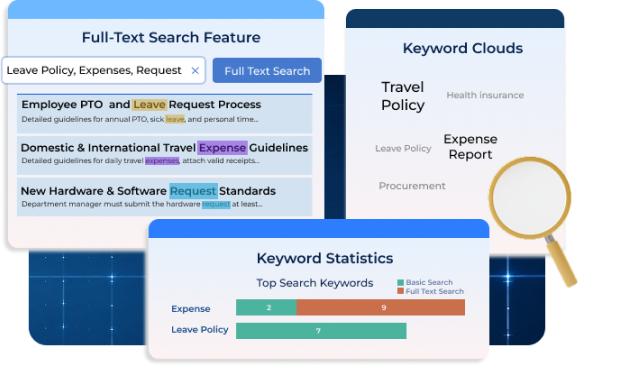 Full-Text Search Feature
Leave Policy, Expenses, Request ×
Full Text Search
Employee PTO and Leave Request Process
Detailed guidelines for annual PTO, sick leave, and personal time...
Domestic & International Travel Expense Guidelines
Detailed guidelines for daily travel expenses, attach valid receipts...
New Hardware & Software Request Standards
Department manager must submit the hardware request at least...
Keyword Clouds
Travel
Policy
Health insurance
Leave Policy
Expense
Report
Procurement
Keyword Statistics
Top Search Keywords
Basic Search
Full Text Search
Expense
2
9
Leave Policy
7